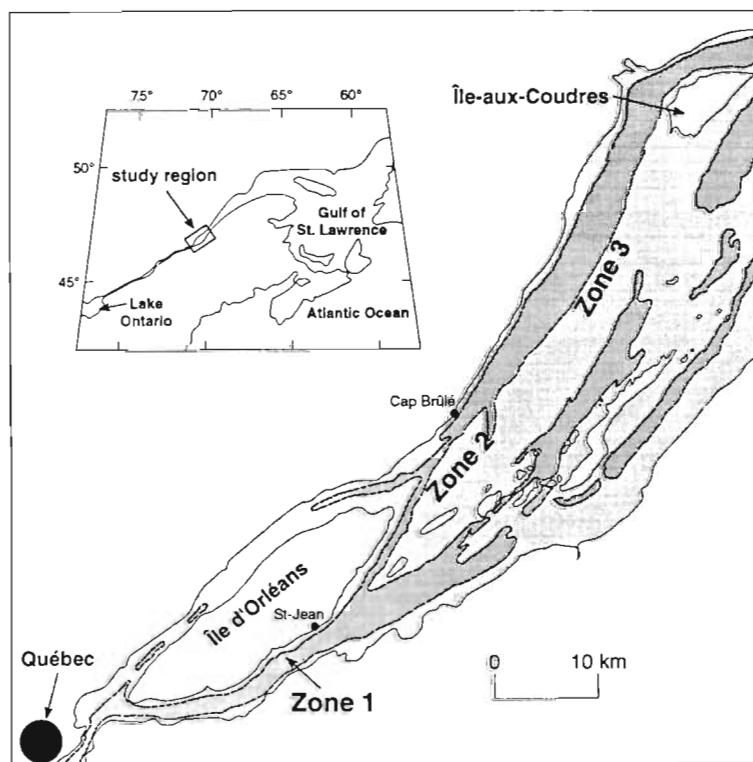 75°
70°
65°
60°
50°
45°
study region
Gulf of
St. Lawrence
Lake
Ontario
Atlantic Ocean
Île-aux-Coudres
Zone 3
Cap Brûlé
Zone 2
Île d'Orléans
St-Jean
Québec
Zone 1
0 10 km